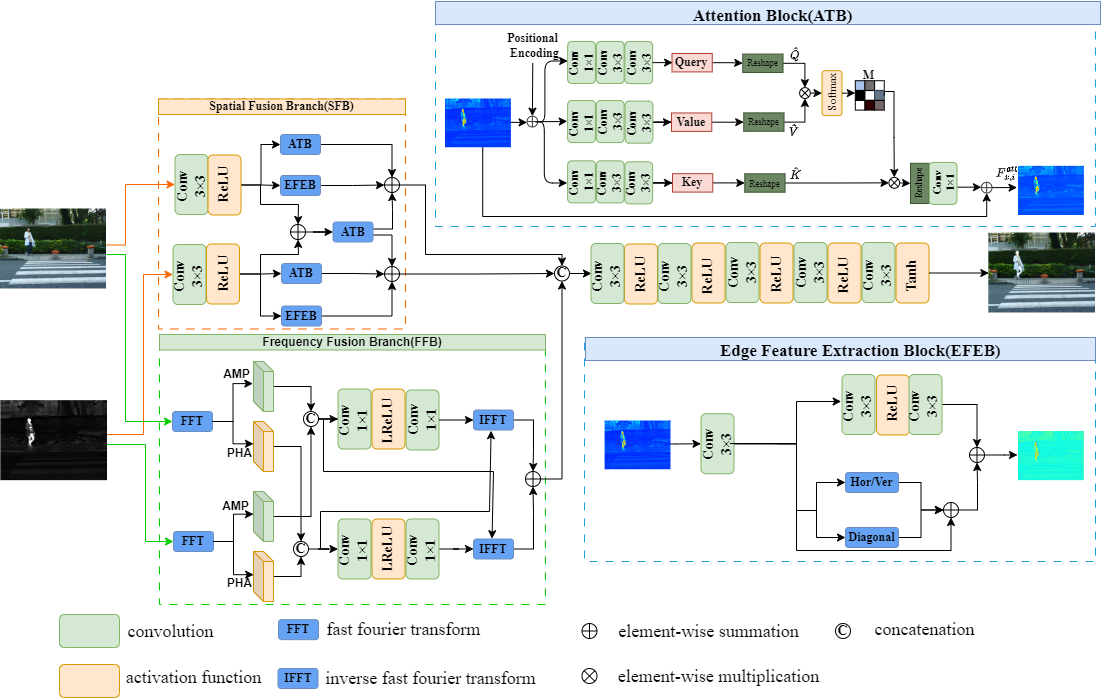 Attention Block(ATB)
Positional
Encoding
Conv
1×1
Conv
3×3
Conv
3×3
Query
Reshape
Q̂
Softmax
M
Conv
1×1
Conv
3×3
Conv
3×3
Value
Reshape
V̂
Conv
1×1
Conv
3×3
Conv
3×3
Key
Reshape
K̂
Reshape
Conv
1×1
Spatial Fusion Branch(SFB)
Conv
3×3
ReLU
ATB
EFEB
ATB
Conv
3×3
ReLU
ATB
EFEB
C
Conv
3×3
ReLU
Conv
3×3
ReLU
Conv
3×3
ReLU
Conv
3×3
ReLU
Conv
3×3
Tanh
Frequency Fusion Branch(FFB)
FFT
AMP
PHA
C
Conv
1×1
LReLU
Conv
1×1
IFFT
FFT
AMP
PHA
C
Conv
1×1
LReLU
Conv
1×1
IFFT
Edge Feature Extraction Block(EFEB)
Conv
3×3
Conv
3×3
ReLU
Conv
3×3
Hor/Ver
Diagonal
convolution
FFT
fast fourier transform
element-wise summation
C
concatenation
activation function
IFFT
inverse fast fourier transform
element-wise multiplication